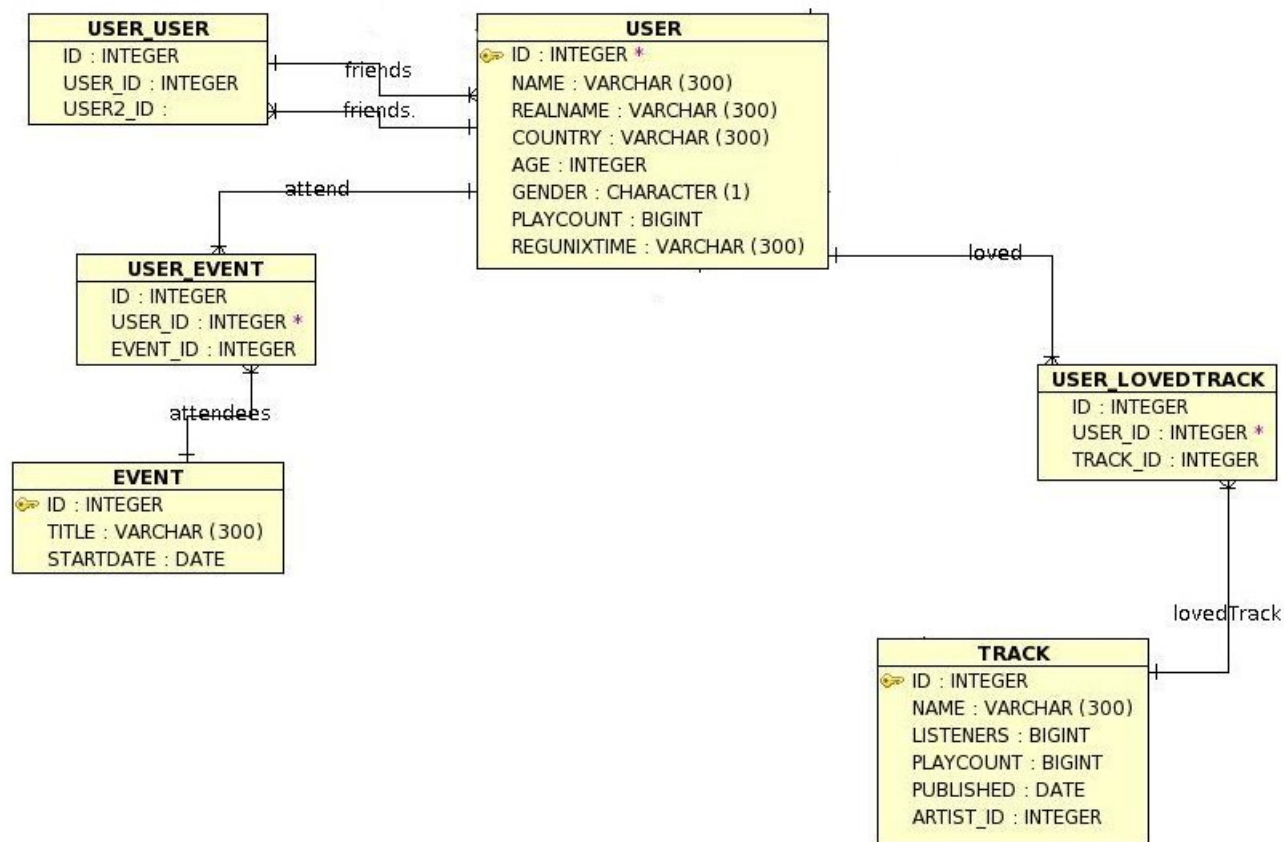 USER_USER
ID : INTEGER
USER_ID : INTEGER
USER2_ID :
friends
friends.
USER
ID : INTEGER *
NAME : VARCHAR (300)
REALNAME : VARCHAR (300)
COUNTRY : VARCHAR (300)
AGE : INTEGER
GENDER : CHARACTER (1)
PLAYCOUNT : BIGINT
REGUNIXTIME : VARCHAR (300)
attend
loved
USER_EVENT
ID : INTEGER
USER_ID : INTEGER *
EVENT_ID : INTEGER
attendees
EVENT
ID : INTEGER
TITLE : VARCHAR (300)
STARTDATE : DATE
USER_LOVEDTRACK
ID : INTEGER
USER_ID : INTEGER *
TRACK_ID : INTEGER
lovedTrack
TRACK
ID : INTEGER
NAME : VARCHAR (300)
LISTENERS : BIGINT
PLAYCOUNT : BIGINT
PUBLISHED : DATE
ARTIST_ID : INTEGER